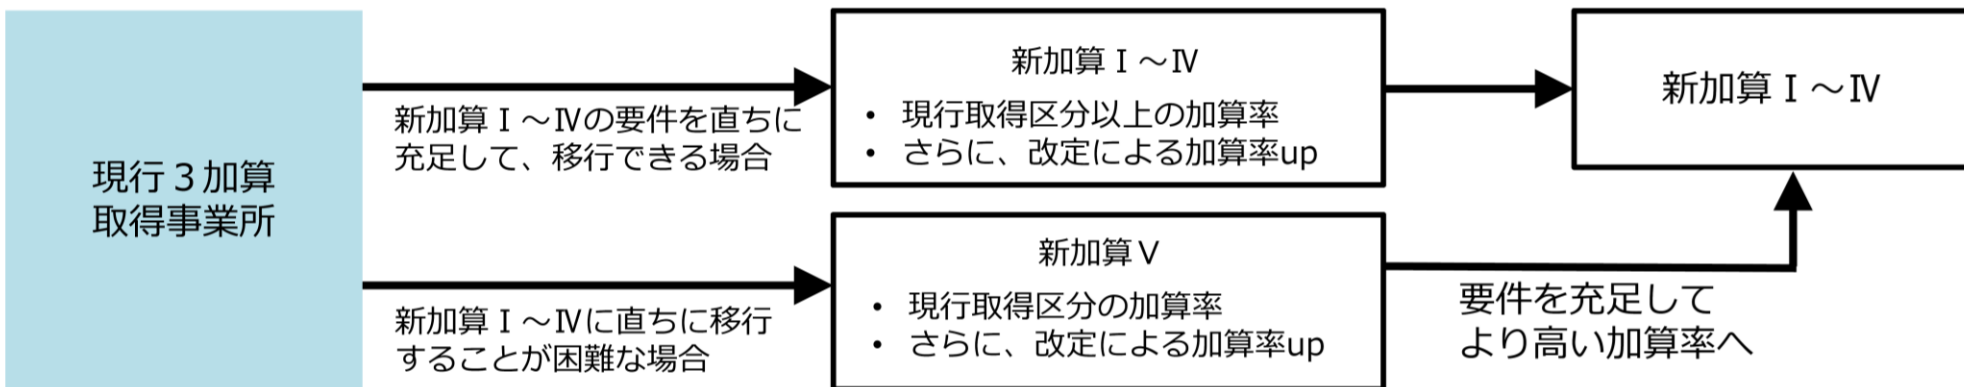 現行３加算
取得事業所
新加算Ⅰ～Ⅳの要件を直ちに
充足して、移行できる場合
新加算Ⅰ～Ⅳに直ちに移行
することが困難な場合
新加算Ⅰ～Ⅳ
• 現行取得区分以上の加算率
• さらに、改定による加算率up
新加算Ⅴ
• 現行取得区分の加算率
• さらに、改定による加算率up
新加算Ⅰ～Ⅳ
要件を充足して
より高い加算率へ